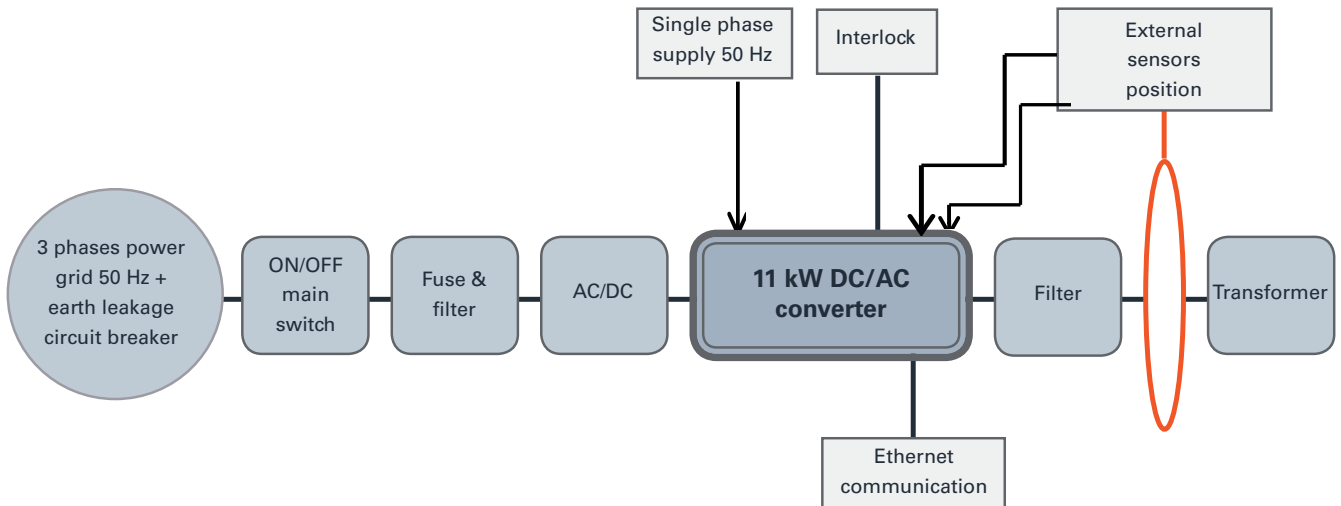 Single phase
supply 50 Hz
Interlock
External
sensors
position
3 phases power
grid 50 Hz +
earth leakage
circuit breaker
ON/OFF
main
switch
Fuse &
filter
AC/DC
11 kW DC/AC
converter
Filter
Transformer
Ethernet
communication